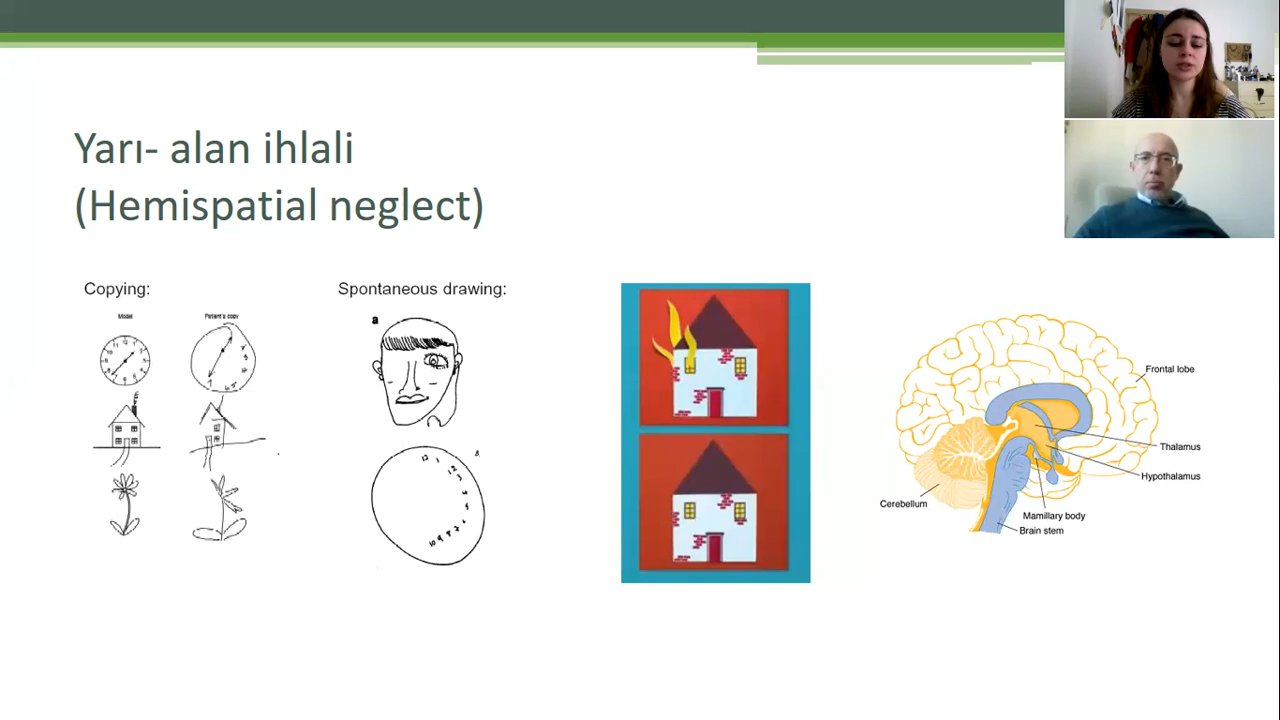 Yarı- alan ihlali
(Hemispatial neglect)
Copying:
Spontaneous drawing:
Model
Patient's copy
a
Frontal lobe
Thalamus
Hypothalamus
Cerebellum
Mamillary body
Brain stem